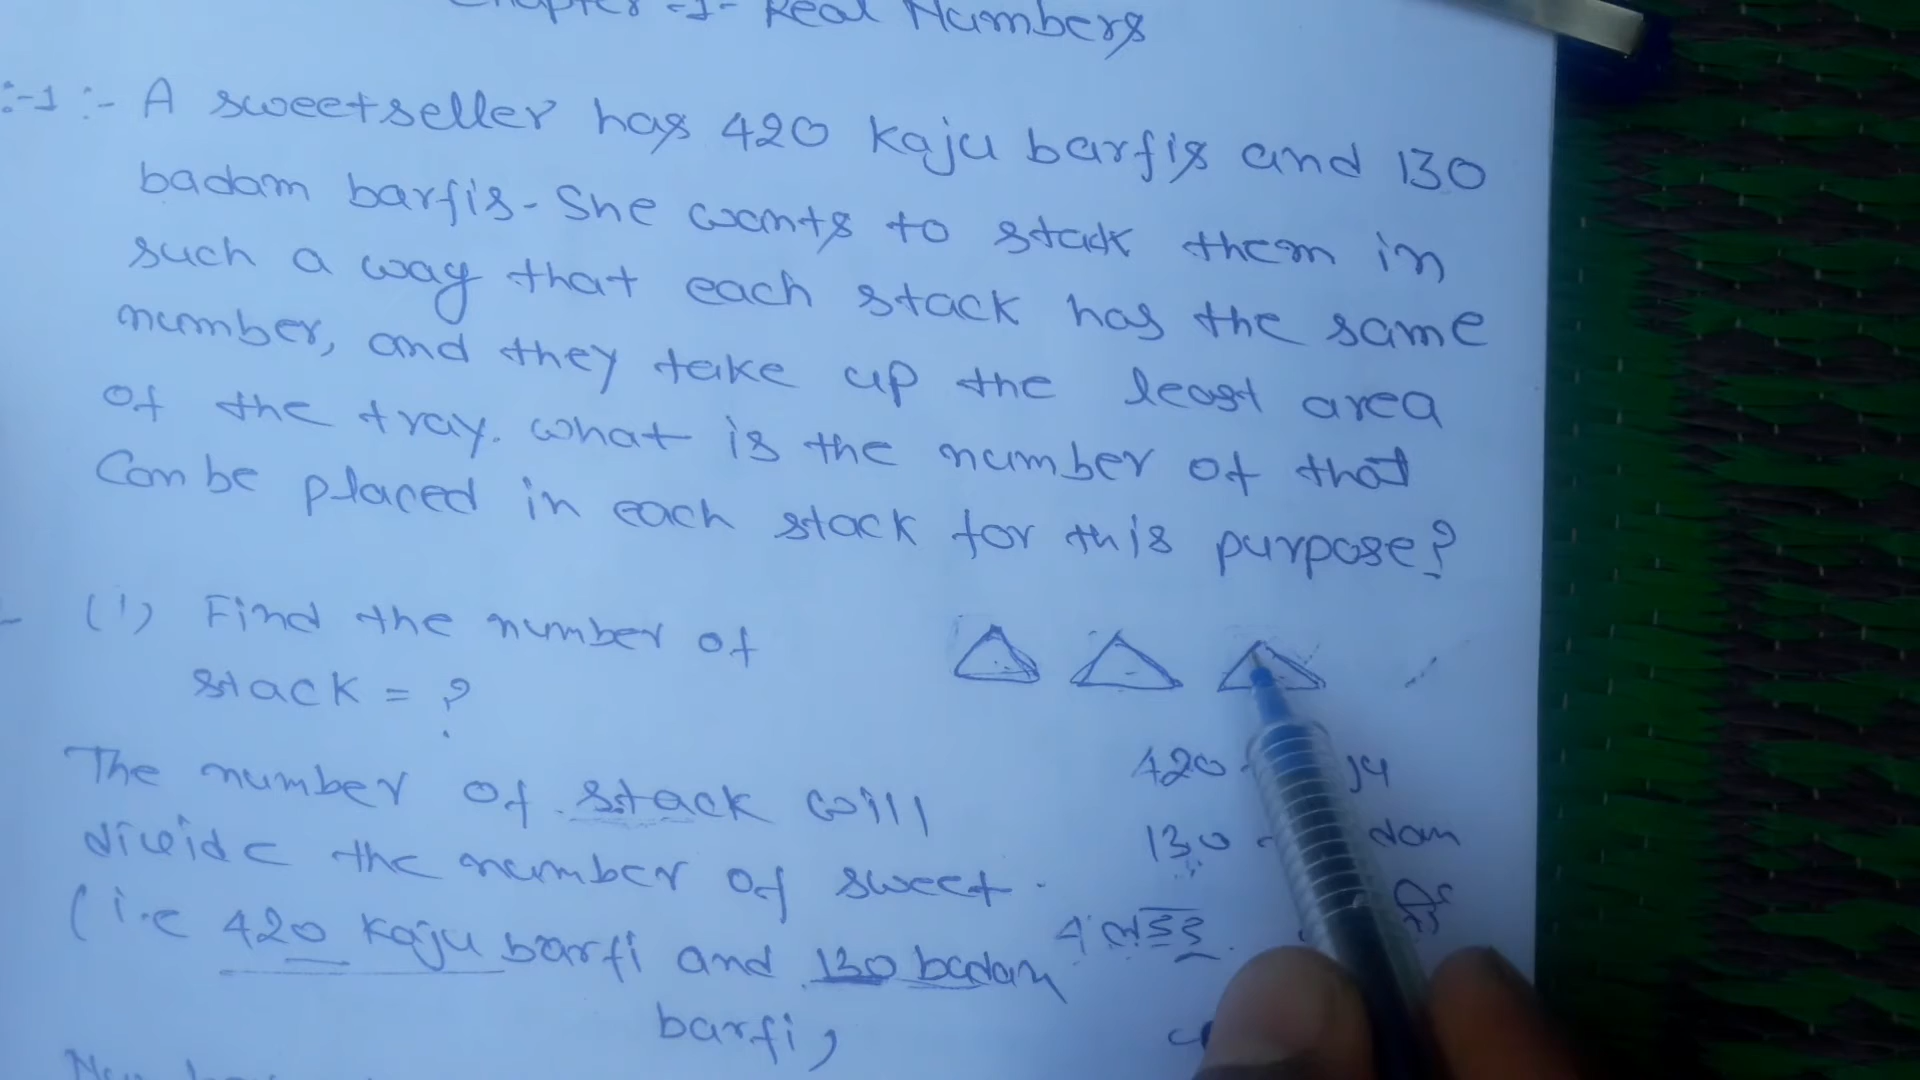 Chapter -1- Real Numbers
:-1 :- A sweetseller has 420 kaju barfis and 130
badam barfis. She wants to stack them in
such a way that each stack has the same
number, and they take up the least area
of the tray. what is the number of that
Can be placed in each stack for this purpose?
(i) Find the number of
stack = ?
The number of stack will
divide the number of sweet.
(i.e 420 kaju barfi and 130 badam
barfi,
420
130 dam